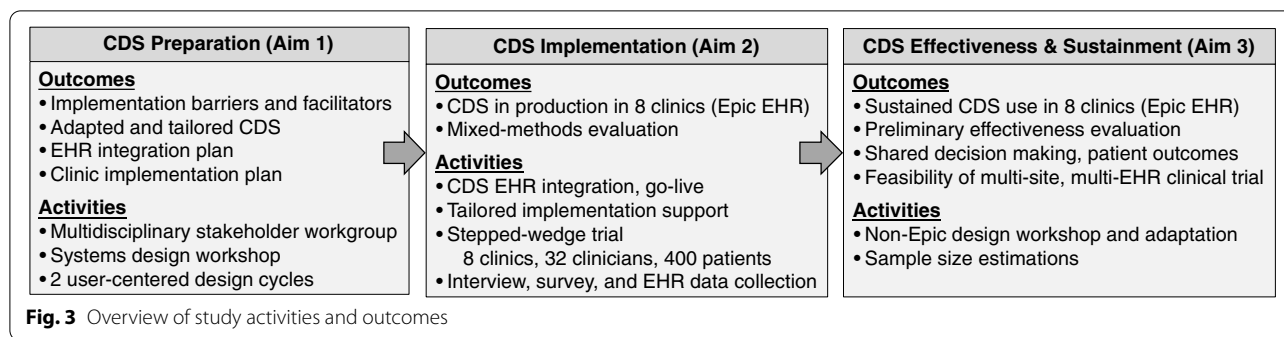 CDS Preparation (Aim 1)
Outcomes
• Implementation barriers and facilitators
• Adapted and tailored CDS
• EHR integration plan
• Clinic implementation plan
Activities
• Multidisciplinary stakeholder workgroup
• Systems design workshop
• 2 user-centered design cycles
CDS Implementation (Aim 2)
Outcomes
• CDS in production in 8 clinics (Epic EHR)
• Mixed-methods evaluation
Activities
• CDS EHR integration, go-live
• Tailored implementation support
• Stepped-wedge trial
8 clinics, 32 clinicians, 400 patients
• Interview, survey, and EHR data collection
CDS Effectiveness & Sustainment (Aim 3)
Outcomes
• Sustained CDS use in 8 clinics (Epic EHR)
• Preliminary effectiveness evaluation
• Shared decision making, patient outcomes
• Feasibility of multi-site, multi-EHR clinical trial
Activities
• Non-Epic design workshop and adaptation
• Sample size estimations
Fig. 3 Overview of study activities and outcomes